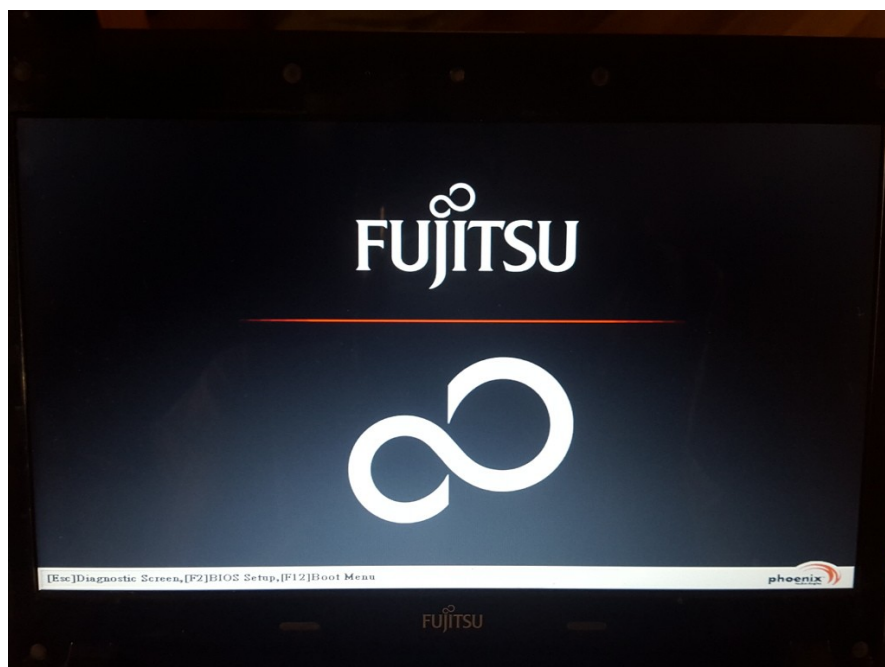 FUJITSU
[Esc]Diagnostic Screen,[F2]BIOS Setup,[F12]Boot Menu
phoenix
FUJITSU